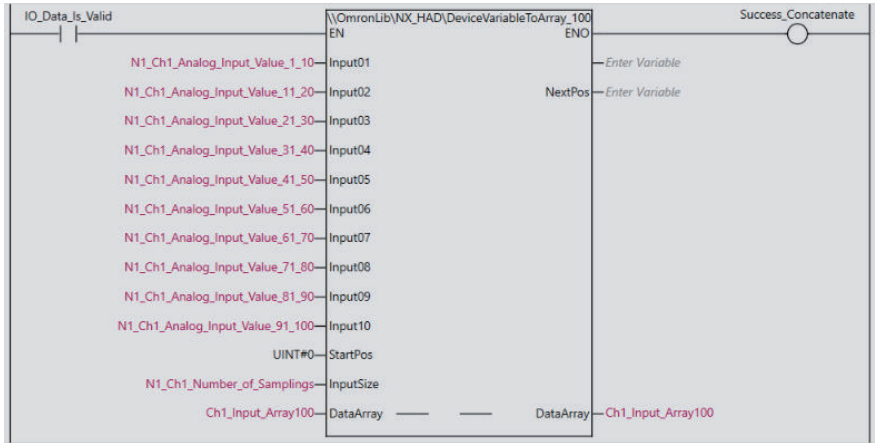 IO_Data_Is_Valid
\\OmronLib\NX_HAD\DeviceVariableToArray_100
Success_Concatenate
EN ENO
N1_Ch1_Analog_Input_Value_1_10 Input01 Enter Variable
N1_Ch1_Analog_Input_Value_11_20 Input02 NextPos Enter Variable
N1_Ch1_Analog_Input_Value_21_30 Input03
N1_Ch1_Analog_Input_Value_31_40 Input04
N1_Ch1_Analog_Input_Value_41_50 Input05
N1_Ch1_Analog_Input_Value_51_60 Input06
N1_Ch1_Analog_Input_Value_61_70 Input07
N1_Ch1_Analog_Input_Value_71_80 Input08
N1_Ch1_Analog_Input_Value_81_90 Input09
N1_Ch1_Analog_Input_Value_91_100 Input10
UINT#0 StartPos
N1_Ch1_Number_of_Samplings InputSize
Ch1_Input_Array100 DataArray DataArray Ch1_Input_Array100